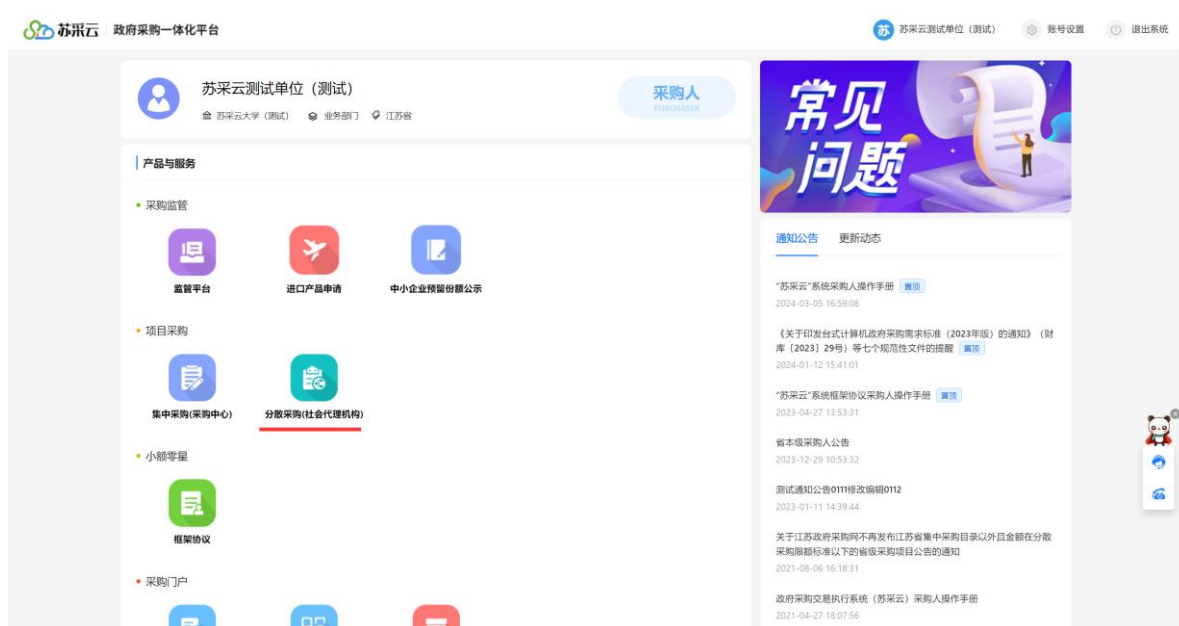 苏采云 政府采购一体化平台
苏 苏采云测试单位（测试） 账号设置 退出系统
苏采云测试单位（测试）
苏采云大学（测试） 业务部门 江苏省
采购人
PURCHASER
产品与服务
采购监管
监管平台 进口产品申请 中小企业预留份额公示
项目采购
集中采购(采购中心) 分散采购(社会代理机构)
小额零星
框架协议
采购门户
常见
问题
通知公告 更新动态
“苏采云”系统采购人操作手册 置顶
2024-03-05 16:59:08
《关于印发台式计算机政府采购需求标准（2023年版）的通知》（财
库〔2023〕29号）等七个规范性文件的提醒 置顶
2024-01-12 15:41:01
“苏采云”系统框架协议采购人操作手册 置顶
2023-04-27 13:53:31
省本级采购人公告
2023-12-29 10:53:32
测试通知公告0111修改编辑0112
2023-01-11 14:39:44
关于江苏政府采购网不再发布江苏省集中采购目录以外且金额在分散
采购限额标准以下的省级采购项目公告的通知
2021-08-06 16:18:31
政府采购交易执行系统（苏采云）采购人操作手册
2021-04-27 18:07:56